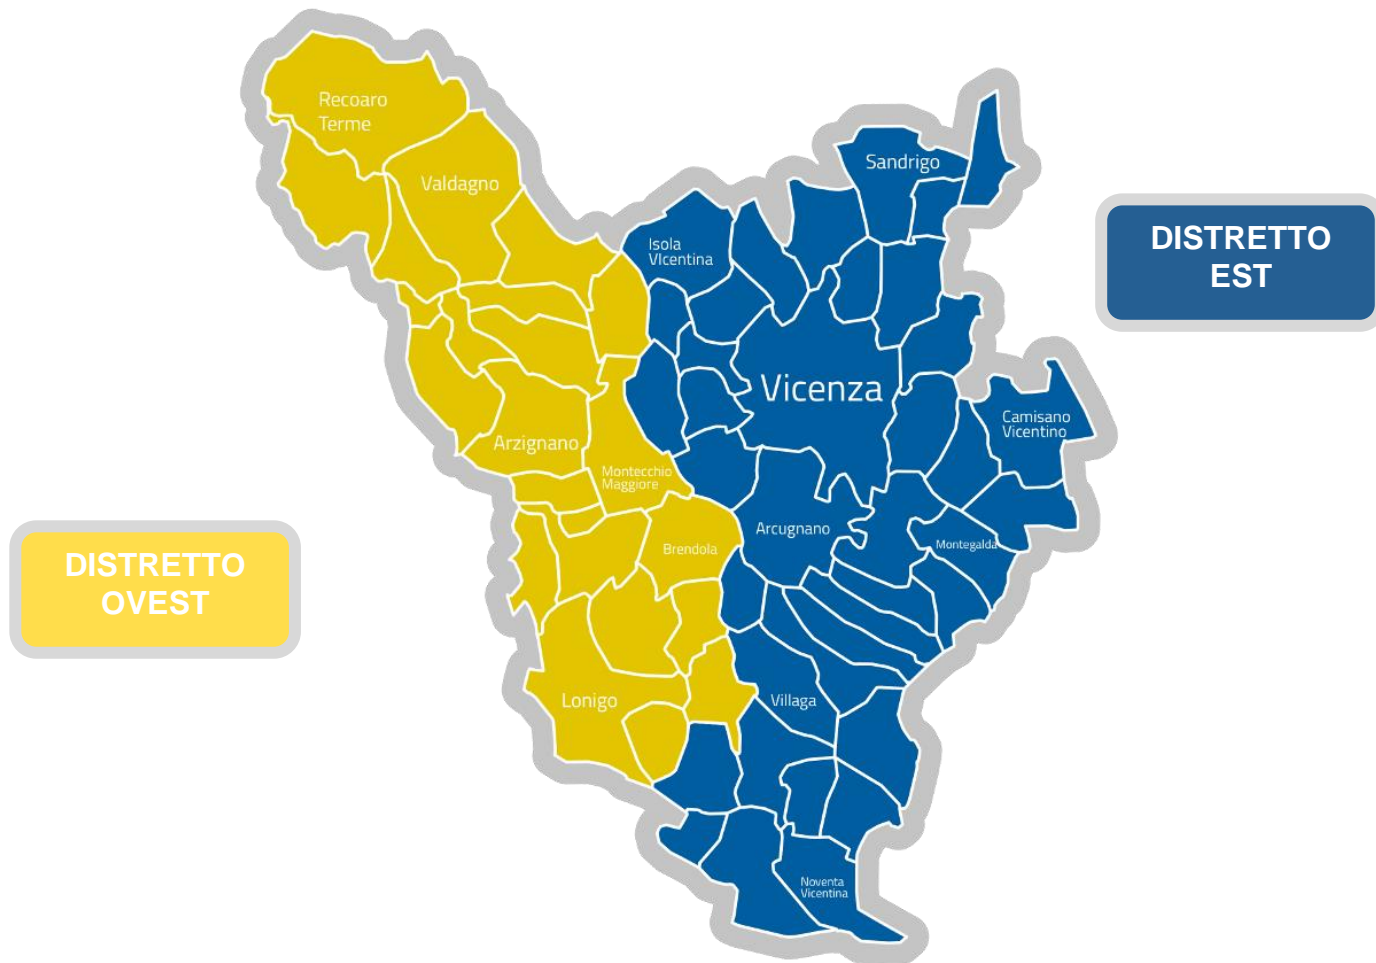 Recoaro
Terme
Valdagno
Sandrigo
Isola
VIcentina
DISTRETTO
EST
Vicenza
Camisano
Vicentino
Arzignano
Montecchio
Maggiore
Arcugnano
Brendola
Montegalda
DISTRETTO
OVEST
Lonigo
Villaga
Noventa
Vicentina